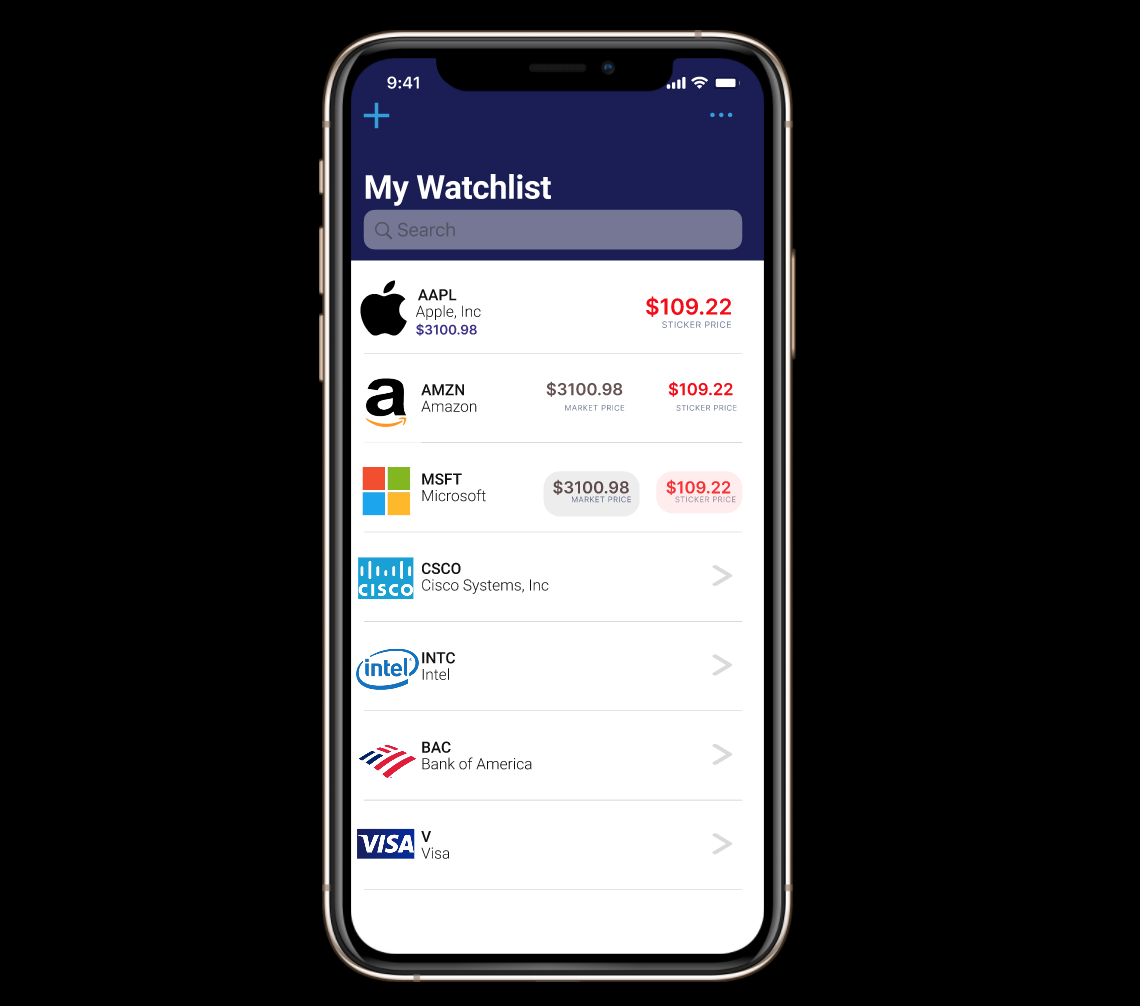 9:41
My Watchlist
Search
AAPL
Apple, Inc
$3100.98
$109.22
STICKER PRICE
a
AMZN
Amazon
$3100.98
MARKET PRICE
$109.22
STICKER PRICE
MSFT
Microsoft
$3100.98
MARKET PRICE
$109.22
STICKER PRICE
CISCO
CSCO
Cisco Systems, Inc
intel
INTC
Intel
BAC
Bank of America
VISA
V
Visa